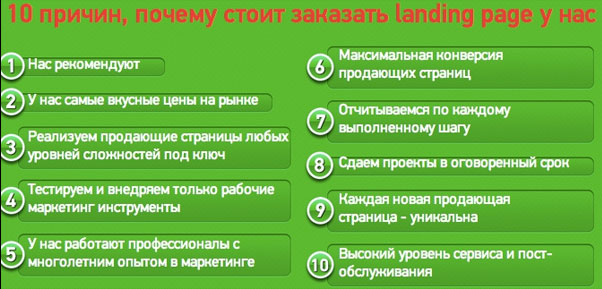 10 причин, почему стоит заказать landing page у нас
1 Нас рекомендуют
2 У нас самые вкусные цены на рынке
3 Реализуем продающие страницы любых
уровней сложностей под ключ
4 Тестируем и внедряем только рабочие
маркетинг инструменты
5 У нас работают профессионалы с
многолетним опытом в маркетинге
6 Максимальная конверсия
продающих страниц
7 Отчитываемся по каждому
выполненному шагу
8 Сдаем проекты в оговоренный срок
9 Каждая новая продающая
страница - уникальна
10 Высокий уровень сервиса и пост-
обслуживания